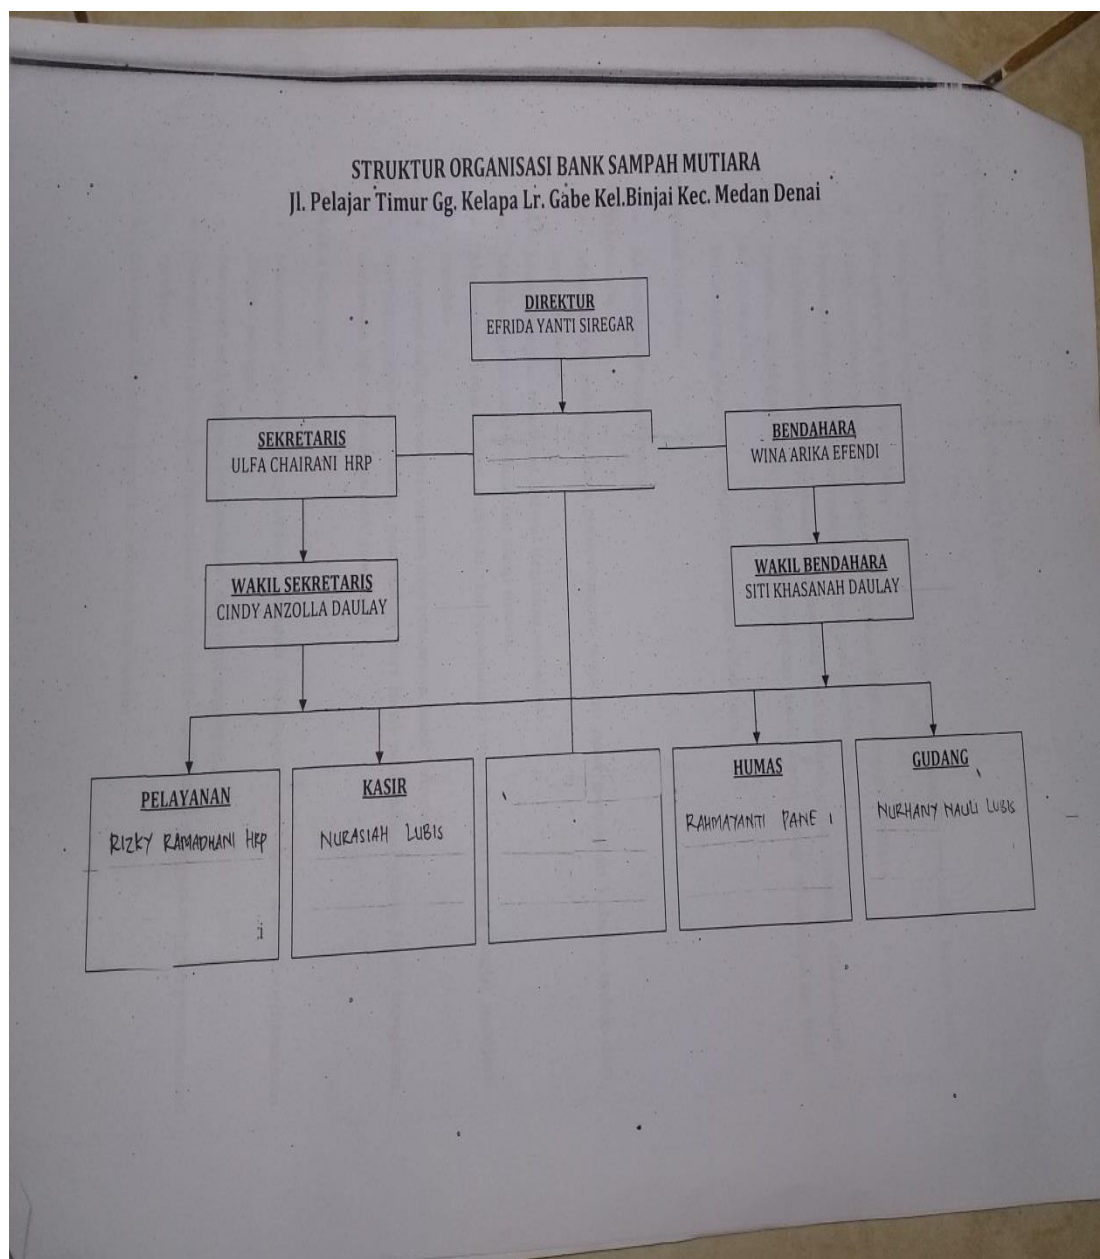 STRUKTUR ORGANISASI BANK SAMPAH MUTIARA
Jl. Pelajar Timur Gg. Kelapa Lr. Gabe Kel.Binjai Kec. Medan Denai
DIREKTUR
EFRIDA YANTI SIREGAR
SEKRETARIS
ULFA CHAIRANI HRP
BENDAHARA
WINA ARIKA EFENDI
WAKIL SEKRETARIS
CINDY ANZOLLA DAULAY
WAKIL BENDAHARA
SITI KHASANAH DAULAY
PELAYANAN
RIZKY RAMADHANI HRP
i
KASIR
NURASIAH LUBIS
HUMAS
RAHMAYANTI PANE
GUDANG
NURHANY NAULI LUBIS